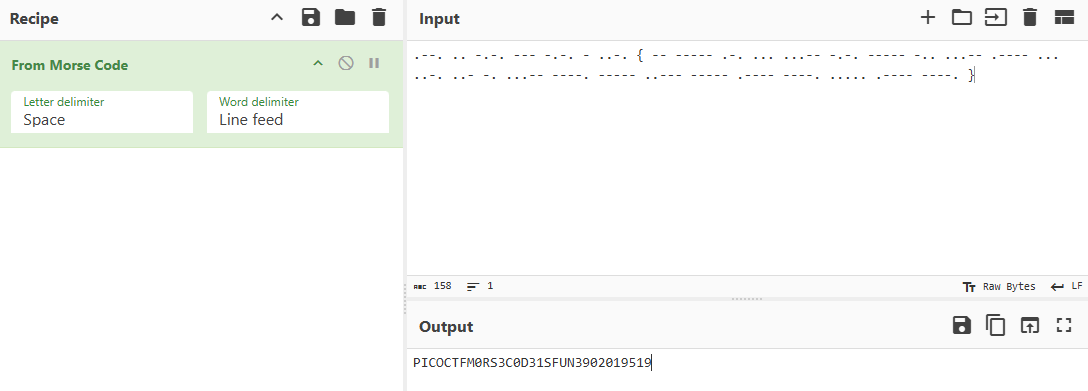 Recipe
From Morse Code
Letter delimiter
Space
Word delimiter
Line feed
Input
.--. .. -.-. --- -.-. - ..-. { -- ----- .-. ... ...-- -.-. ----- -.. ...-- .---- ...
..-. ..- -. ...-- ----. ----- ..--- ----- .---- ----. ..... .---- ----. }
ABC 158 1 Tт Raw Bytes LF
Output
PICOCTFM0RS3C0D31SFUN3902019519